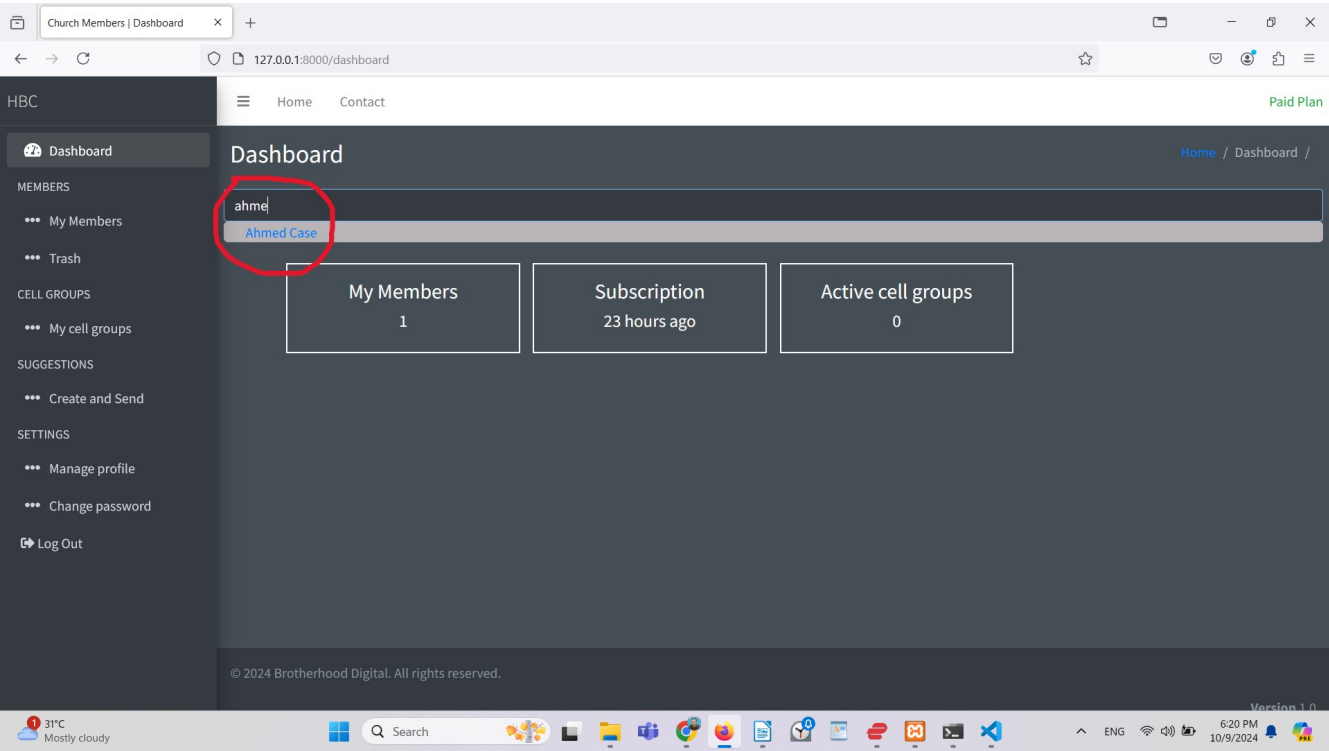 Church Members | Dashboard
127.0.0.1:8000/dashboard
HBC
Home Contact
Paid Plan
Dashboard
MEMBERS
My Members
Trash
CELL GROUPS
My cell groups
SUGGESTIONS
Create and Send
SETTINGS
Manage profile
Change password
Log Out
Dashboard
Home / Dashboard /
ahme
Ahmed Case
My Members
1
Subscription
23 hours ago
Active cell groups
0
© 2024 Brotherhood Digital. All rights reserved.
Version 1.0
1
31°C
Mostly cloudy
Search
ENG
6:20 PM
10/9/2024
PRE